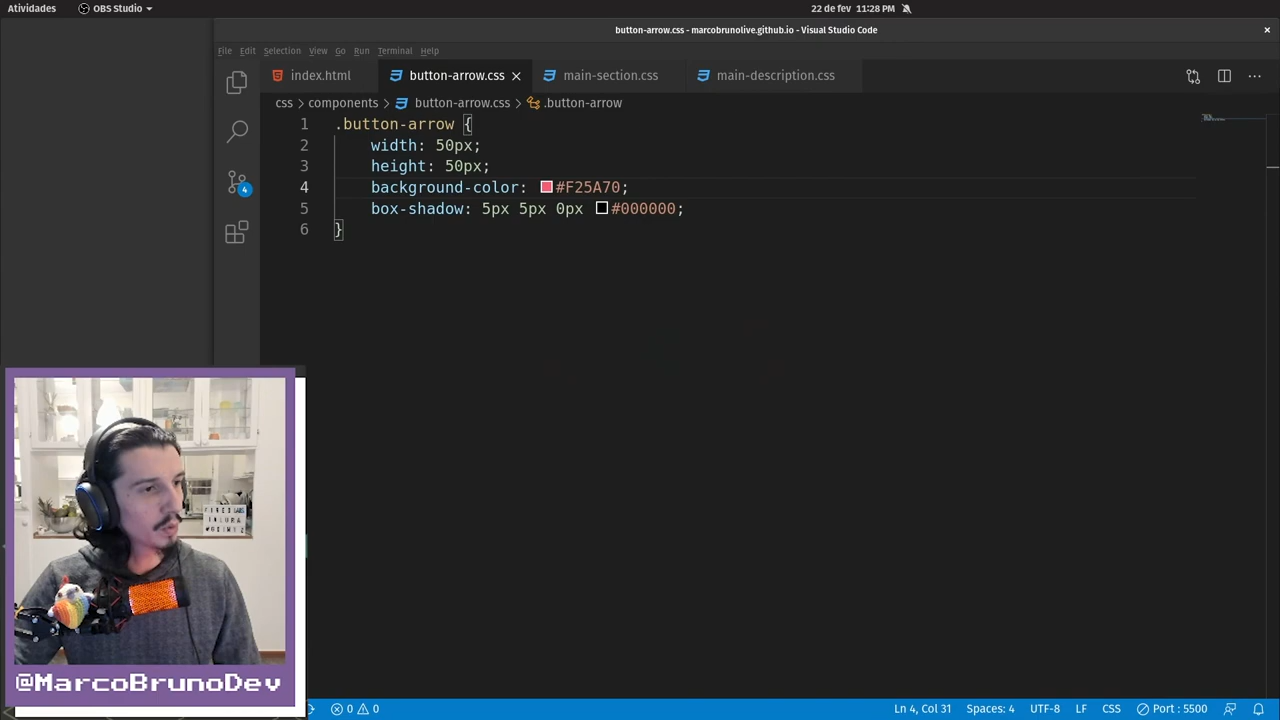 Atividades OBS Studio 22 de fev 11:28 PM
button-arrow.css - marcobrunolive.github.io - Visual Studio Code ×
File Edit Selection View Go Run Terminal Help
index.html button-arrow.css × main-section.css main-description.css ···
css > components > button-arrow.css > .button-arrow
1 .button-arrow {
2 width: 50px;
3 height: 50px;
4 background-color: #F25A70;
5 box-shadow: 5px 5px 0px #000000;
6 }
4
@MarcoBrunoDev
0 0 Ln 4, Col 31 Spaces: 4 UTF-8 LF CSS Port : 5500